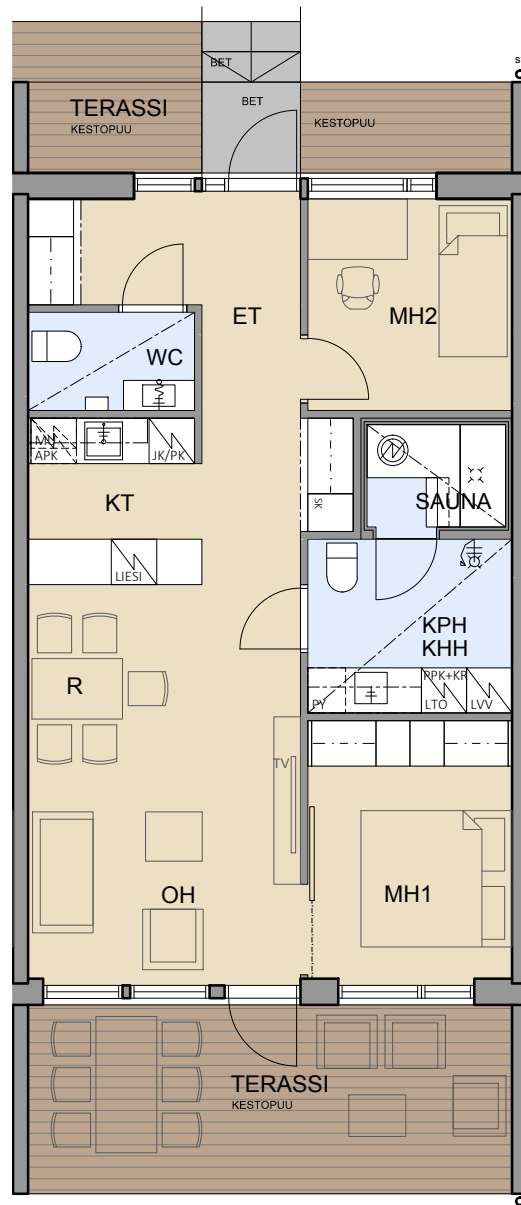 S
BET
BET
TERASSI
KESTOPUU
KESTOPUU
ET
MH2
WC
APK
JK/PK
KT
SK
SAUNA
LIESI
KPH
KHH
R
PY
PPK+KR
LTO
LVV
TV
OH
MH1
TERASSI
KESTOPUU